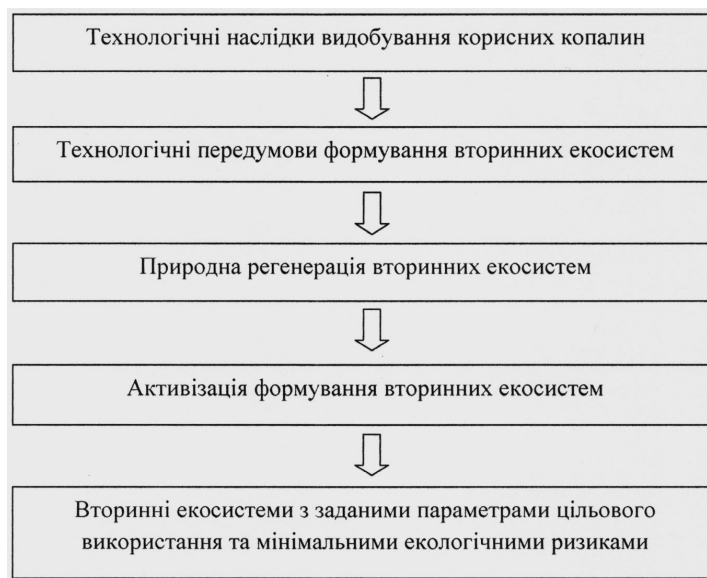 Технологічні наслідки видобування корисних копалин
Технологічні передумови формування вторинних екосистем
Природна регенерація вторинних екосистем
Активізація формування вторинних екосистем
Вторинні екосистеми з заданими параметрами цільового
використання та мінімальними екологічними ризиками